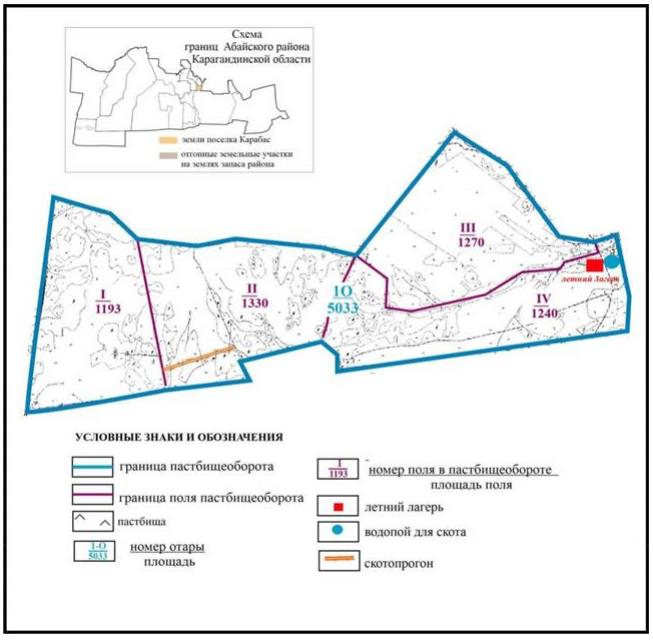 Схема
границ Абайского района
Карагандинской области
земли поселка Карабас
отгонные земельные участки
на землях запаса района
III
1270
I
1193
II
1330
1О
5033
летний лагерь
IV
1240
УСЛОВНЫЕ ЗНАКИ И ОБОЗНАЧЕНИЯ
граница пастбищеоборота
граница поля пастбищеоборота
пастбища
1-О
5033
номер отары
площадь
I
1193
номер поля в пастбищеобороте
площадь поля
летний лагерь
водопой для скота
скотопрогон